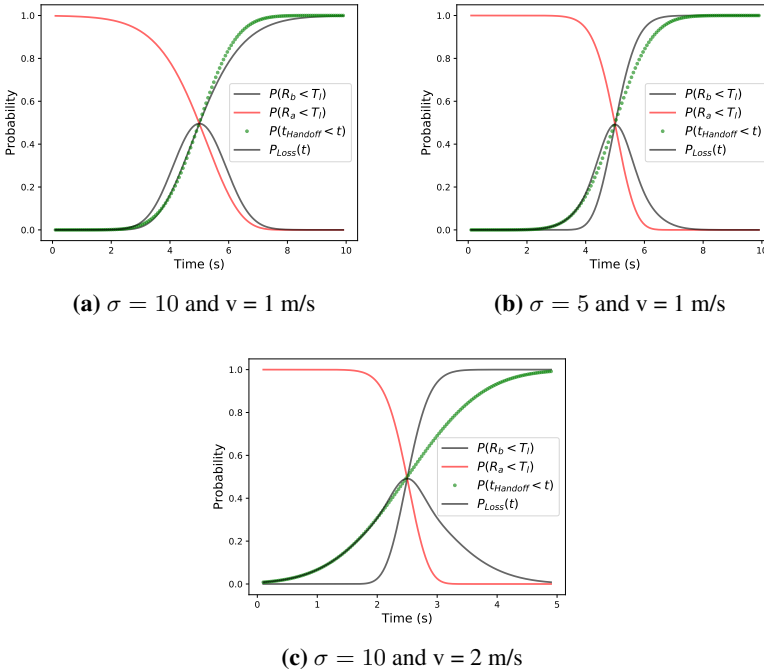 1.0
0.8
0.6
0.4
0.2
0.0
Probability
0 2 4 6 8 10
Time (s)
P(R_b < T_l)
P(R_a < T_l)
P(t_Handoff < t)
P_Loss(t)
(a) σ = 10 and v = 1 m/s
1.0
0.8
0.6
0.4
0.2
0.0
Probability
0 2 4 6 8 10
Time (s)
P(R_b < T_l)
P(R_a < T_l)
P(t_Handoff < t)
P_Loss(t)
(b) σ = 5 and v = 1 m/s
1.0
0.8
0.6
0.4
0.2
0.0
Probability
0 1 2 3 4 5
Time (s)
P(R_b < T_l)
P(R_a < T_l)
P(t_Handoff < t)
P_Loss(t)
(c) σ = 10 and v = 2 m/s